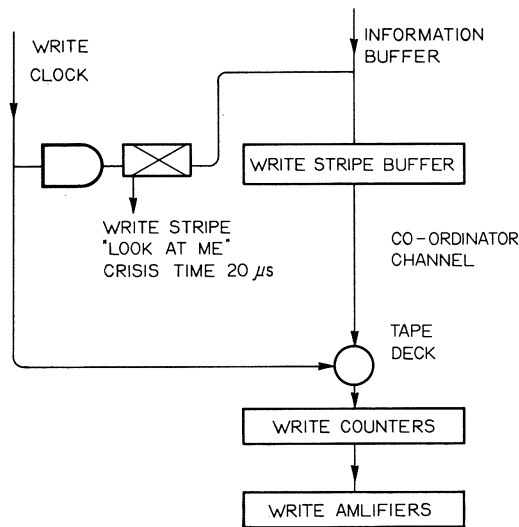 WRITE
CLOCK
INFORMATION
BUFFER
WRITE STRIPE BUFFER
WRITE STRIPE
"LOOK AT ME"
CRISIS TIME 20 μs
CO-ORDINATOR
CHANNEL
TAPE
DECK
WRITE COUNTERS
WRITE AMLIFIERS